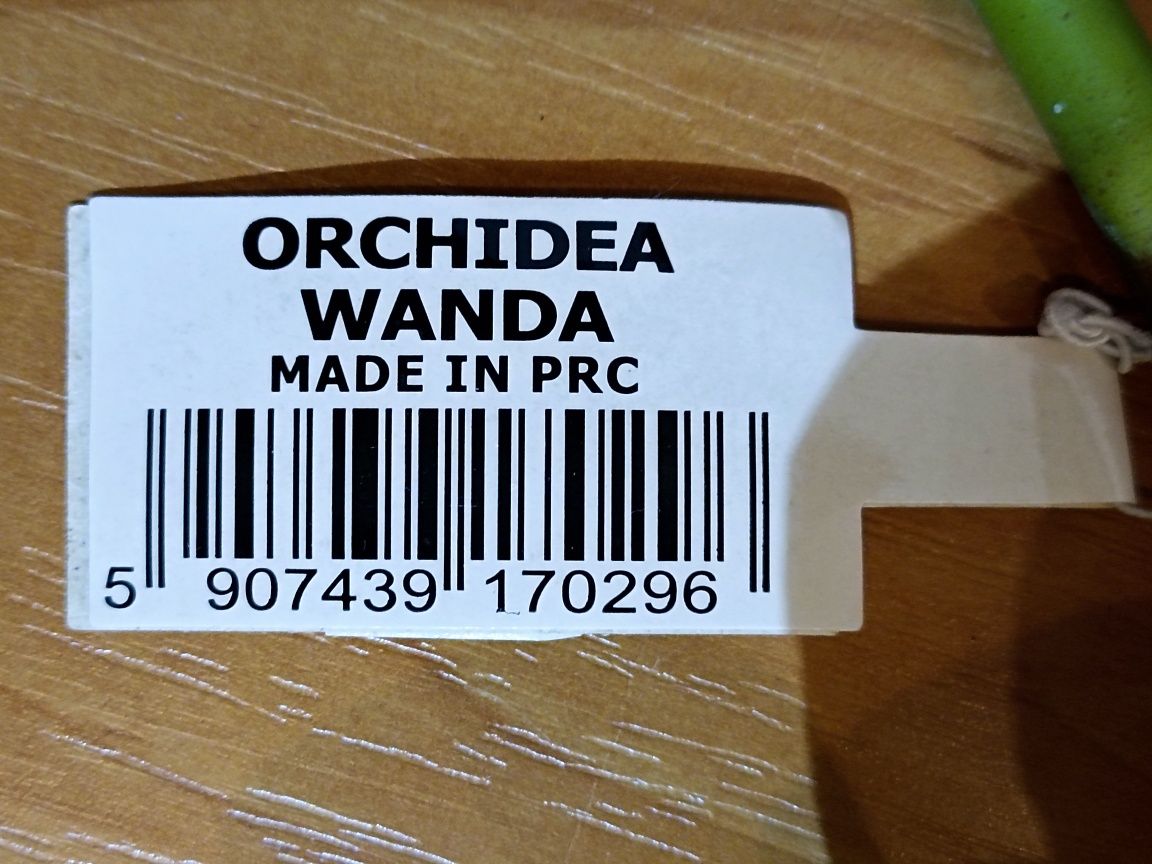 ORCHIDEA
WANDA
MADE IN PRC
5 907439 170296